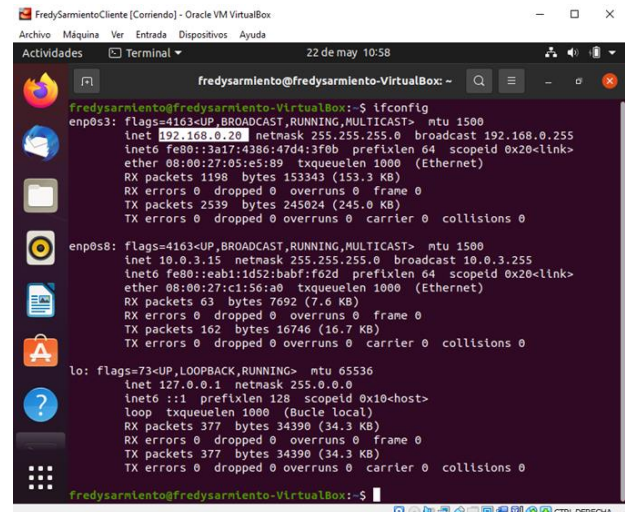 FredySarmientoCliente [Corriendo] - Oracle VM VirtualBox
Archivo Máquina Ver Entrada Dispositivos Ayuda
Actividades Terminal 22 de may 10:58
fredysarmiento@fredysarmiento-VirtualBox: ~
fredysarmiento@fredysarmiento-VirtualBox:~$ ifconfig
enp0s3: flags=4163<UP,BROADCAST,RUNNING,MULTICAST> mtu 1500
inet 192.168.0.20 netmask 255.255.255.0 broadcast 192.168.0.255
inet6 fe80::3a17:4386:47d4:3f0b prefixlen 64 scopeid 0x20<link>
ether 08:00:27:05:e5:89 txqueuelen 1000 (Ethernet)
RX packets 1198 bytes 153343 (153.3 KB)
RX errors 0 dropped 0 overruns 0 frame 0
TX packets 2539 bytes 245024 (245.0 KB)
TX errors 0 dropped 0 overruns 0 carrier 0 collisions 0
enp0s8: flags=4163<UP,BROADCAST,RUNNING,MULTICAST> mtu 1500
inet 10.0.3.15 netmask 255.255.255.0 broadcast 10.0.3.255
inet6 fe80::eab1:1d52:babf:f62d prefixlen 64 scopeid 0x20<link>
ether 08:00:27:c1:56:a0 txqueuelen 1000 (Ethernet)
RX packets 63 bytes 7692 (7.6 KB)
RX errors 0 dropped 0 overruns 0 frame 0
TX packets 162 bytes 16746 (16.7 KB)
TX errors 0 dropped 0 overruns 0 carrier 0 collisions 0
lo: flags=73<UP,LOOPBACK,RUNNING> mtu 65536
inet 127.0.0.1 netmask 255.0.0.0
inet6 ::1 prefixlen 128 scopeid 0x10<host>
loop txqueuelen 1000 (Bucle local)
RX packets 377 bytes 34390 (34.3 KB)
RX errors 0 dropped 0 overruns 0 frame 0
TX packets 377 bytes 34390 (34.3 KB)
TX errors 0 dropped 0 overruns 0 carrier 0 collisions 0
fredysarmiento@fredysarmiento-VirtualBox:~$
CTRL DERECHA